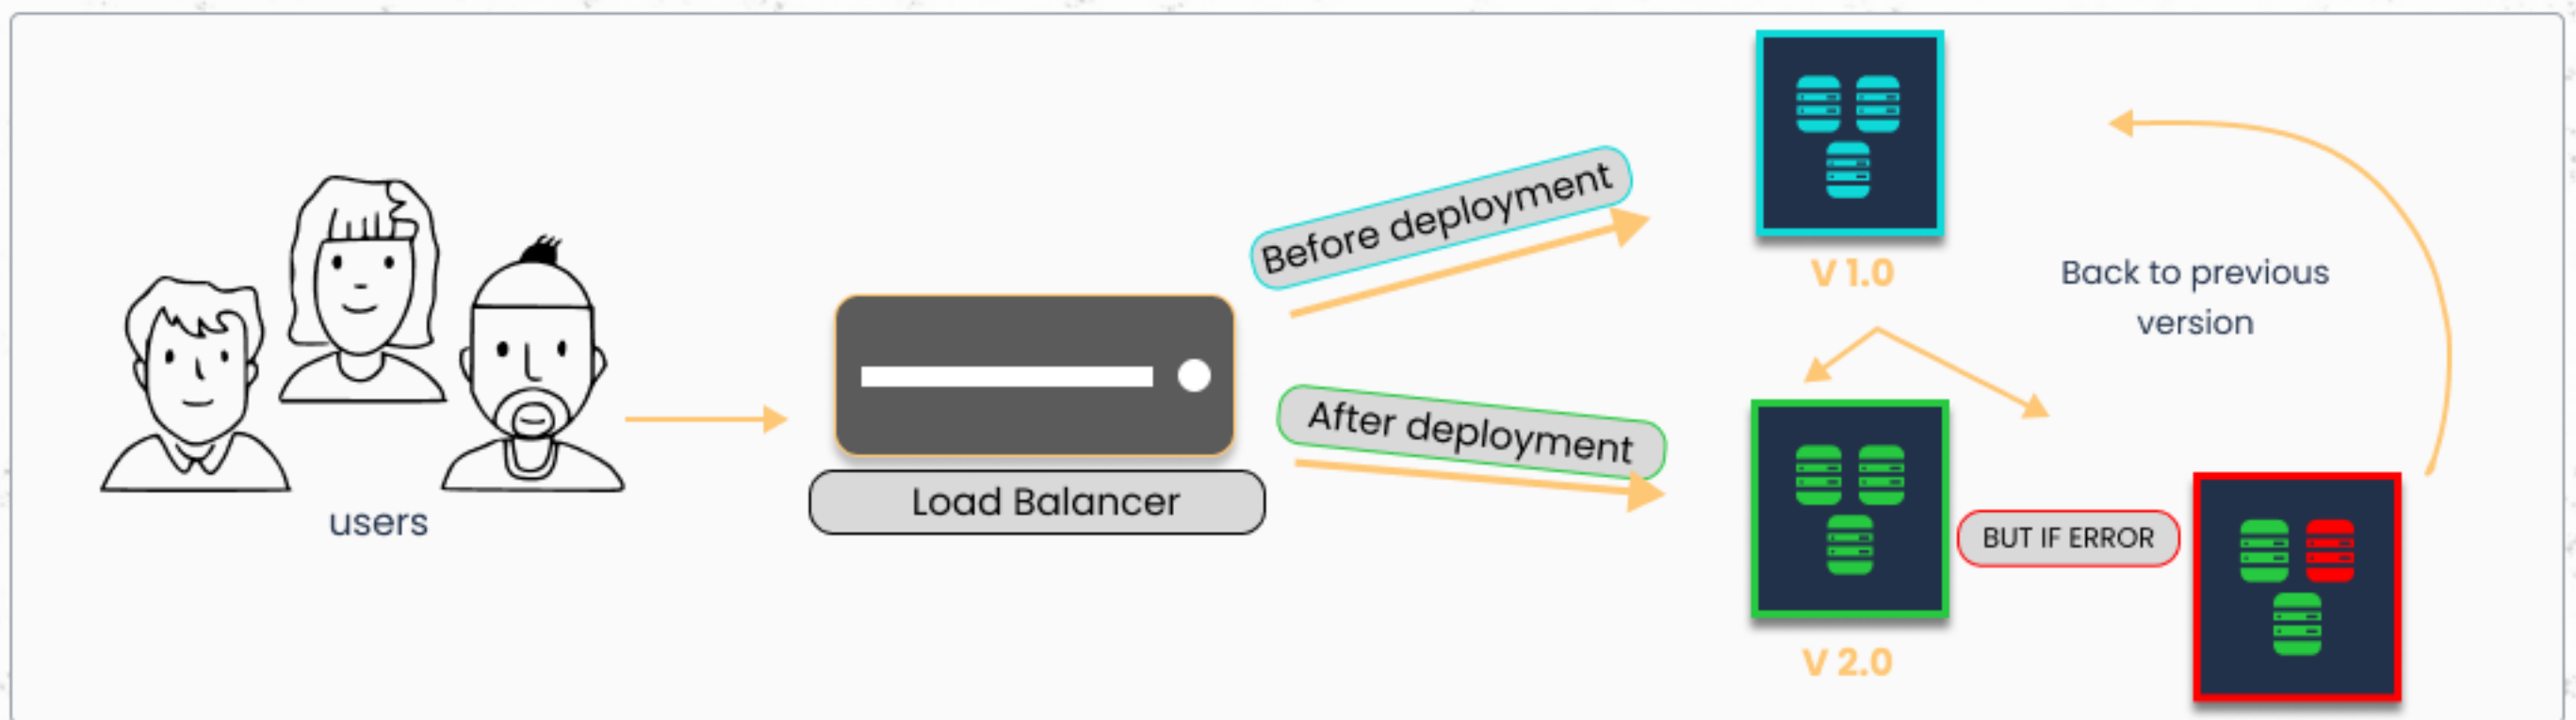 users
Load Balancer
Before deployment
After deployment
V 1.0
V 2.0
BUT IF ERROR
Back to previous
version